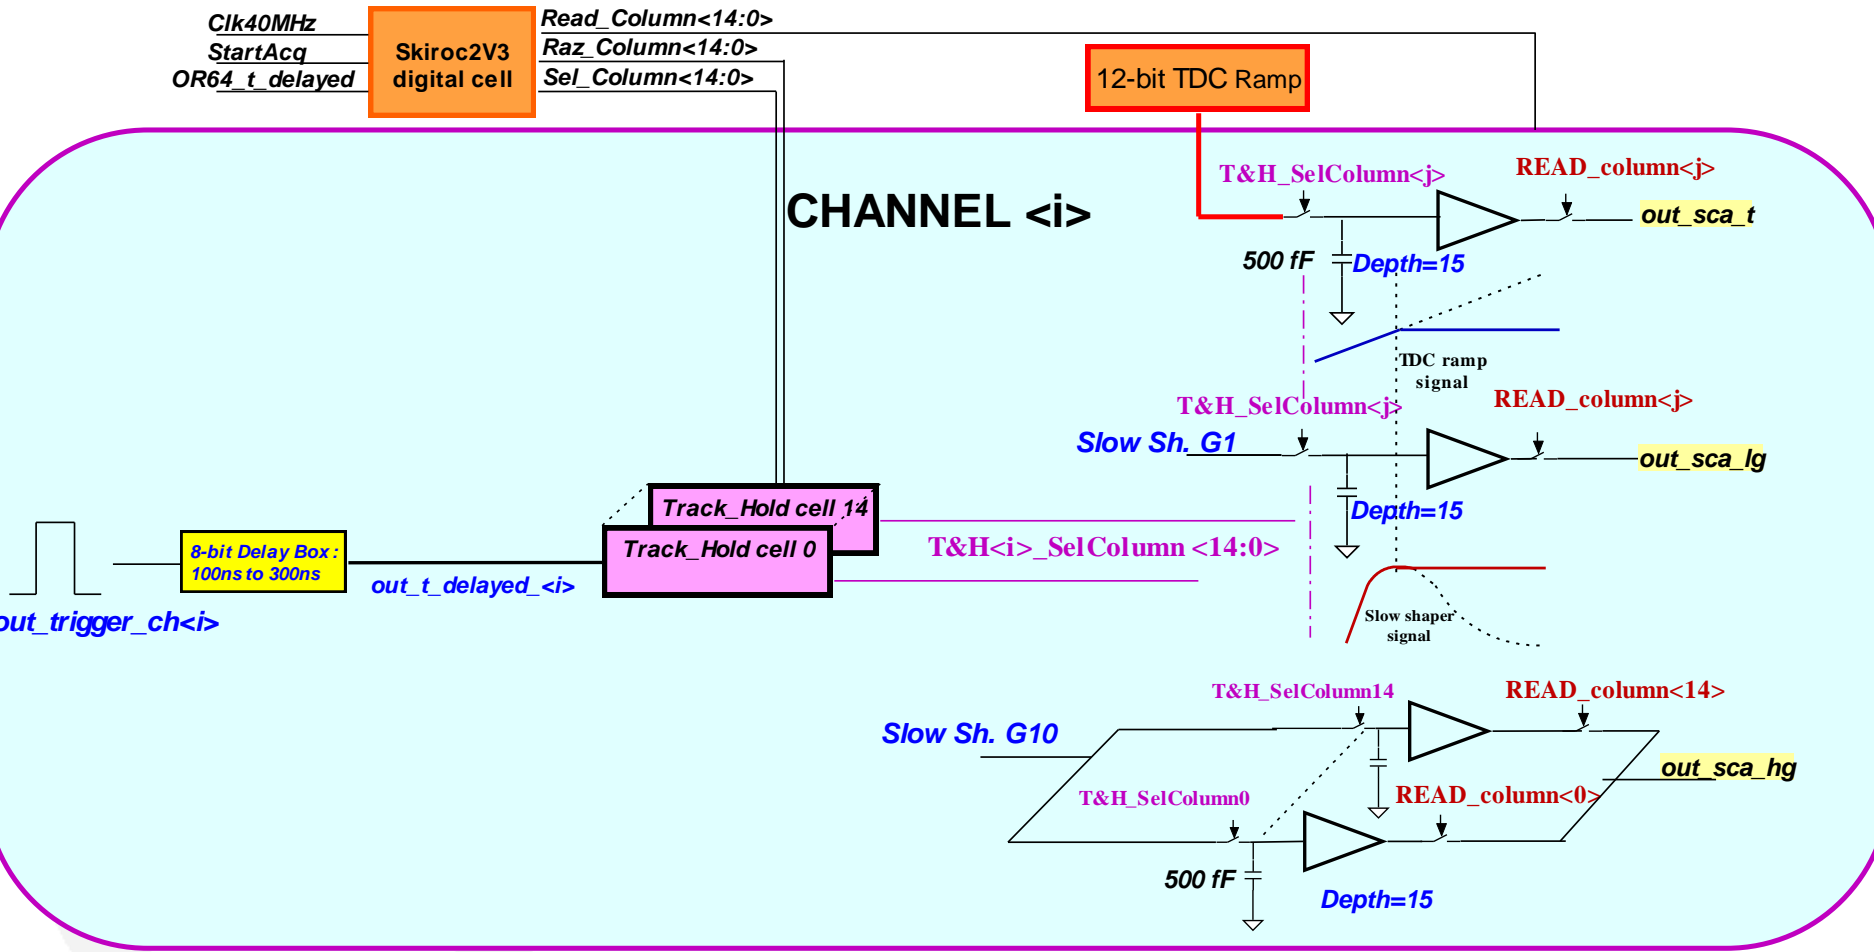 Clk40MHz
StartAcq
OR64_t_delayed
Skiroc2V3
digital cell
Read_Column<14:0>
Raz_Column<14:0>
Sel_Column<14:0>
12-bit TDC Ramp
CHANNEL <i>
T&H_SelColumn<j>
READ_column<j>
out_sca_t
500 fF
Depth=15
TDC ramp
signal
T&H_SelColumn<j>
READ_column<j>
Slow Sh. G1
out_sca_lg
Depth=15
Track_Hold cell 14
Track_Hold cell 0
T&H<i>_SelColumn <14:0>
8-bit Delay Box :
100ns to 300ns
out_t_delayed_<i>
out_trigger_ch<i>
Slow shaper
signal
T&H_SelColumn14
READ_column<14>
Slow Sh. G10
out_sca_hg
T&H_SelColumn0
READ_column<0>
500 fF
Depth=15